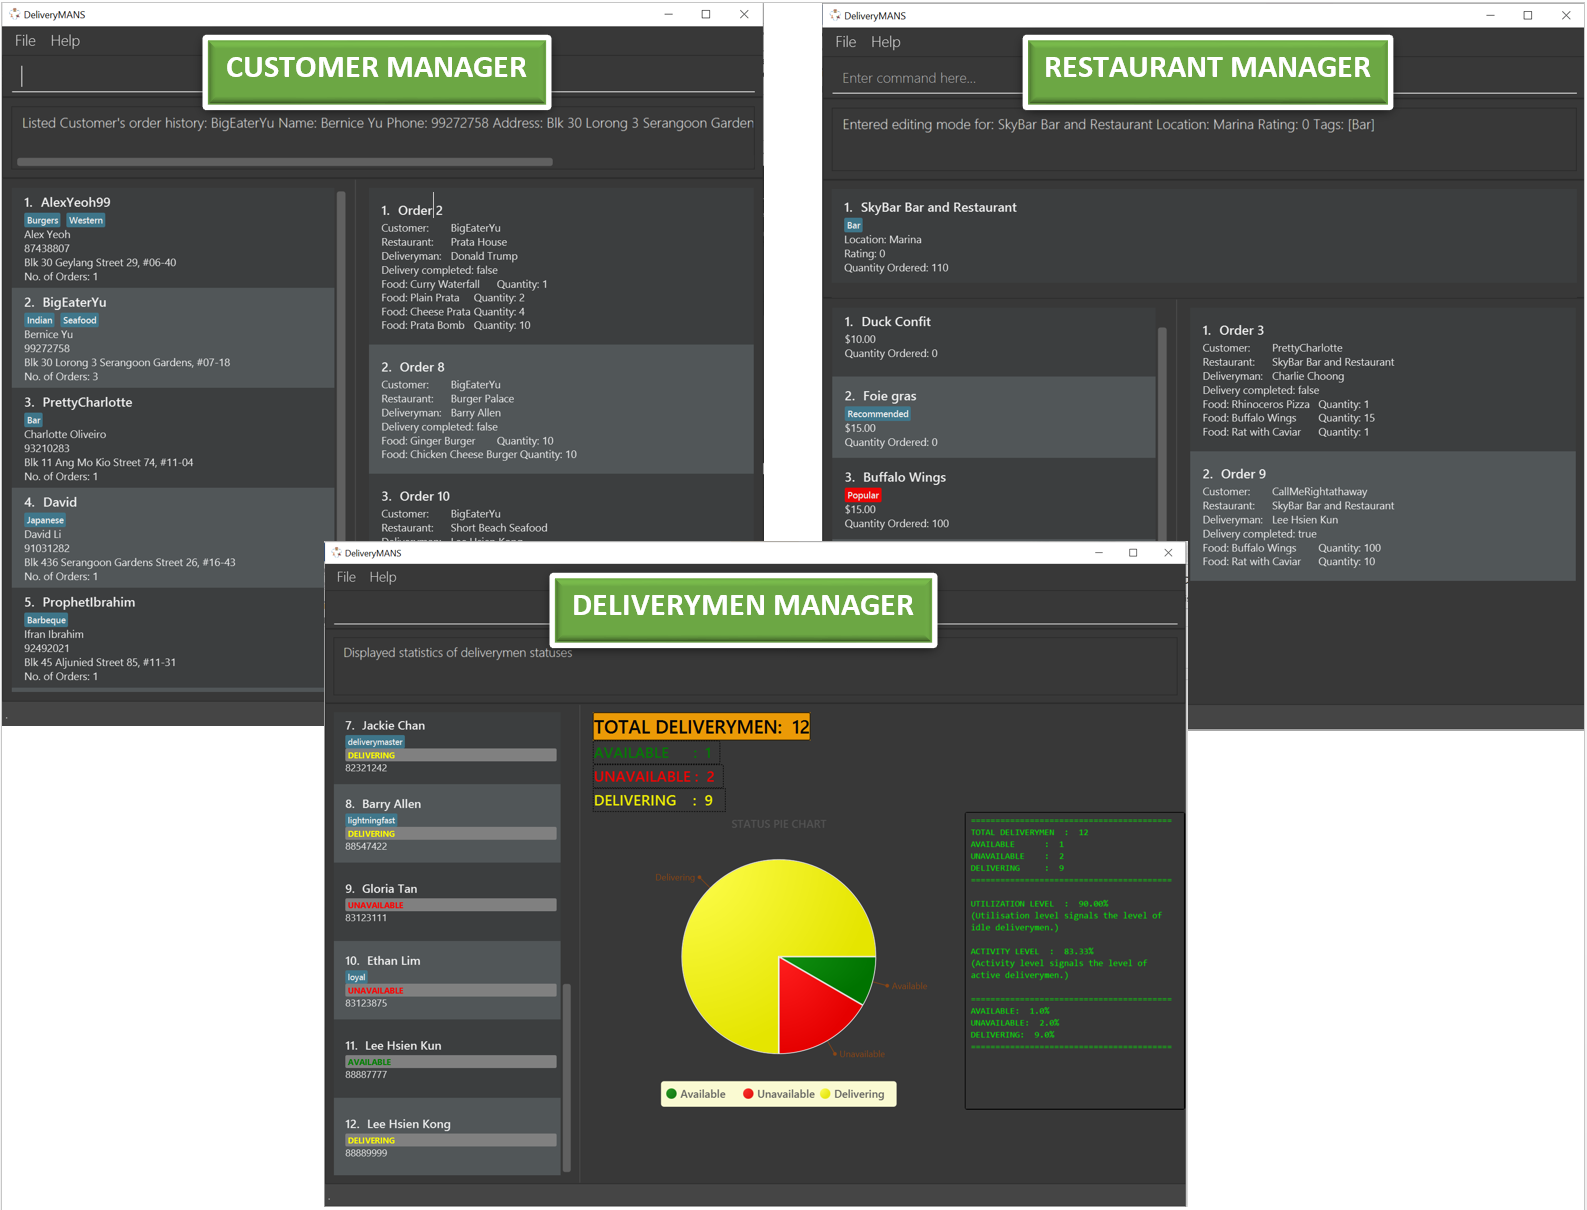 DeliveryMANS
File Help
CUSTOMER MANAGER
Listed Customer's order history: BigEaterYu Name: Bernice Yu Phone: 99272758 Address: Blk 30 Lorong 3 Serangoon Garden
1. AlexYeoh99
Burgers Western
Alex Yeoh
87438807
Blk 30 Geylang Street 29, #06-40
No. of Orders: 1
2. BigEaterYu
Indian Seafood
Bernice Yu
99272758
Blk 30 Lorong 3 Serangoon Gardens, #07-18
No. of Orders: 3
3. PrettyCharlotte
Bar
Charlotte Oliveiro
93210283
Blk 11 Ang Mo Kio Street 74, #11-04
No. of Orders: 1
4. David
Japanese
David Li
91031282
Blk 436 Serangoon Gardens Street 26, #16-43
No. of Orders: 1
5. ProphetIbrahim
Barbeque
Ifran Ibrahim
92492021
Blk 45 Aljunied Street 85, #11-31
No. of Orders: 1
1. Order 2
Customer: BigEaterYu
Restaurant: Prata House
Deliveryman: Donald Trump
Delivery completed: false
Food: Curry Waterfall Quantity: 1
Food: Plain Prata Quantity: 2
Food: Cheese Prata Quantity: 4
Food: Prata Bomb Quantity: 10
2. Order 8
Customer: BigEaterYu
Restaurant: Burger Palace
Deliveryman: Barry Allen
Delivery completed: false
Food: Ginger Burger Quantity: 10
Food: Chicken Cheese Burger Quantity: 10
3. Order 10
Customer: BigEaterYu
Restaurant: Short Beach Seafood
Deliveryman: Lee Hsien Kong
DeliveryMANS
File Help
RESTAURANT MANAGER
Enter command here...
Entered editing mode for: SkyBar Bar and Restaurant Location: Marina Rating: 0 Tags: [Bar]
1. SkyBar Bar and Restaurant
Bar
Location: Marina
Rating: 0
Quantity Ordered: 110
1. Duck Confit
$10.00
Quantity Ordered: 0
2. Foie gras
Recommended
$15.00
Quantity Ordered: 0
3. Buffalo Wings
Popular
$15.00
Quantity Ordered: 100
1. Order 3
Customer: PrettyCharlotte
Restaurant: SkyBar Bar and Restaurant
Deliveryman: Charlie Choong
Delivery completed: false
Food: Rhinoceros Pizza Quantity: 1
Food: Buffalo Wings Quantity: 15
Food: Rat with Caviar Quantity: 1
2. Order 9
Customer: CallMeRightathaway
Restaurant: SkyBar Bar and Restaurant
Deliveryman: Lee Hsien Kun
Delivery completed: true
Food: Buffalo Wings Quantity: 100
Food: Rat with Caviar Quantity: 10
DeliveryMANS
File Help
DELIVERYMEN MANAGER
Displayed statistics of deliverymen statuses
7. Jackie Chan
deliverymaster
DELIVERING
82321242
8. Barry Allen
lightningfast
DELIVERING
88547422
9. Gloria Tan
UNAVAILABLE
83123111
10. Ethan Lim
loyal
UNAVAILABLE
83123875
11. Lee Hsien Kun
AVAILABLE
88887777
12. Lee Hsien Kong
DELIVERING
88889999
TOTAL DELIVERYMEN: 12
AVAILABLE : 1
UNAVAILABLE : 2
DELIVERING : 9
STATUS PIE CHART
Delivering
Available
Unavailable
Available Unavailable Delivering
========================================
TOTAL DELIVERYMEN : 12
AVAILABLE : 1
UNAVAILABLE : 2
DELIVERING : 9
========================================
UTILIZATION LEVEL : 90.00%
(Utilisation level signals the level of
idle deliverymen.)
ACTIVITY LEVEL : 83.33%
(Activity level signals the level of
active deliverymen.)
========================================
AVAILABLE: 1.0%
UNAVAILABLE: 2.0%
DELIVERING: 9.0%
========================================